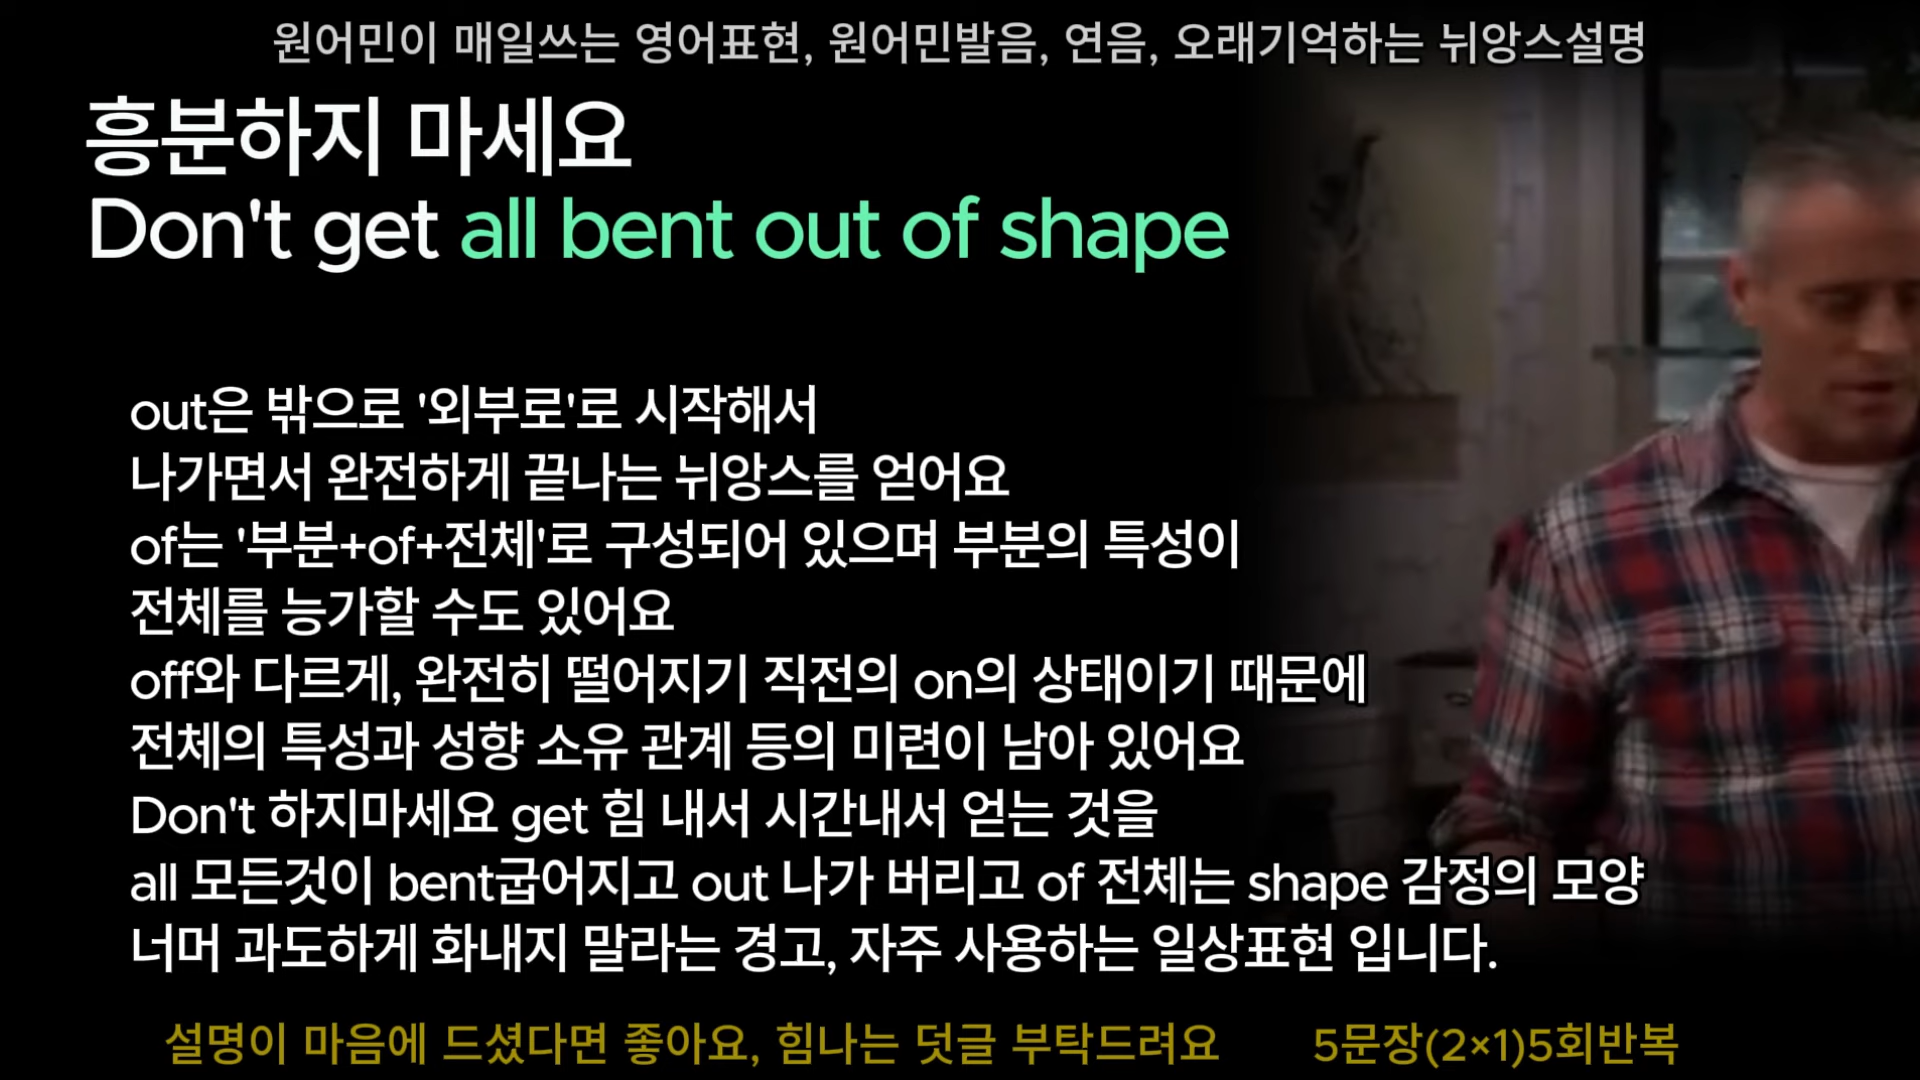 원어민이 매일쓰는 영어표현, 원어민발음, 연음, 오래기억하는 뉘앙스설명
흥분하지 마세요
Don't get all bent out of shape
out은 밖으로 '외부로'로 시작해서
나가면서 완전하게 끝나는 뉘앙스를 얻어요
of는 '부분+of+전체'로 구성되어 있으며 부분의 특성이
전체를 능가할 수도 있어요
off와 다르게, 완전히 떨어지기 직전의 on의 상태이기 때문에
전체의 특성과 성향 소유 관계 등의 미련이 남아 있어요
Don't 하지마세요 get 힘 내서 시간내서 얻는 것을
all 모든것이 bent굽어지고 out 나가 버리고 of 전체는 shape 감정의 모양
너머 과도하게 화내지 말라는 경고, 자주 사용하는 일상표현 입니다.
설명이 마음에 드셨다면 좋아요, 힘나는 덧글 부탁드려요 5문장(2×1)5회반복